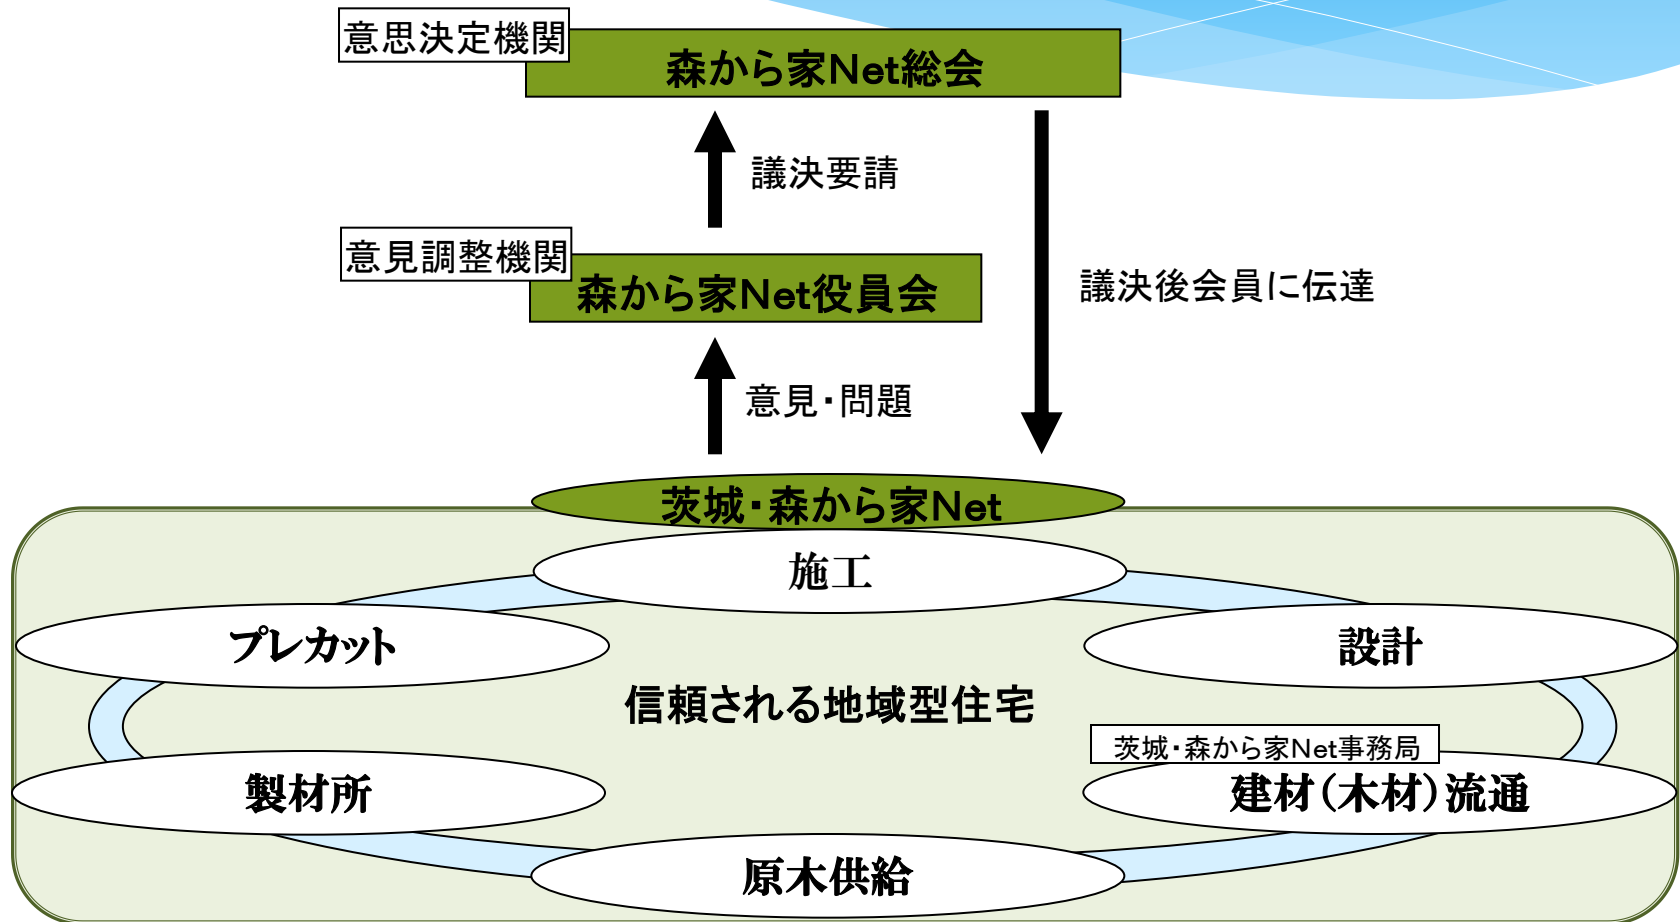 意思決定機関
森から家Net総会
議決要請
意見調整機関
森から家Net役員会
議決後会員に伝達
意見・問題
茨城・森から家Net
施工
プレカット
設計
信頼される地域型住宅
茨城・森から家Net事務局
製材所
建材（木材）流通
原木供給